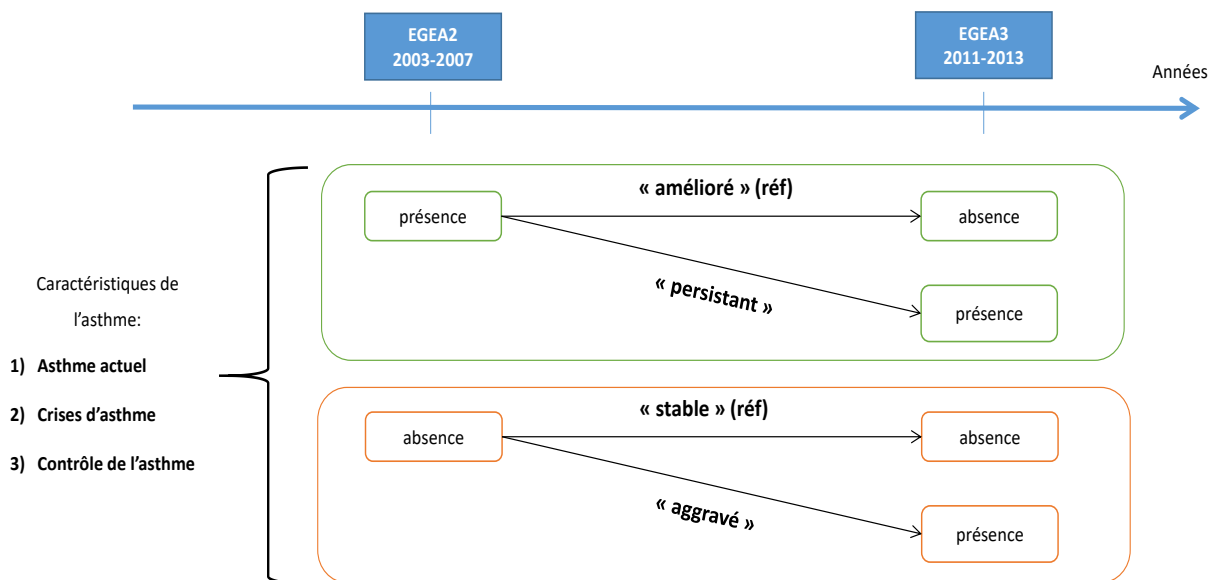 EGEA2
2003-2007
EGEA3
2011-2013
Années
« amélioré » (réf)
présence
absence
« persistant »
présence
Caractéristiques de
l’asthme:
1) Asthme actuel
2) Crises d’asthme
3) Contrôle de l’asthme
« stable » (réf)
absence
absence
« aggravé »
présence